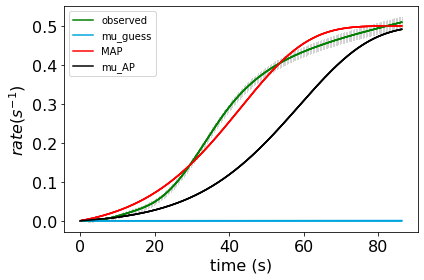 observed
mu_guess
MAP
mu_AP
0.5
0.4
0.3
0.2
0.1
0.0
rate(s⁻¹)
0 20 40 60 80
time (s)